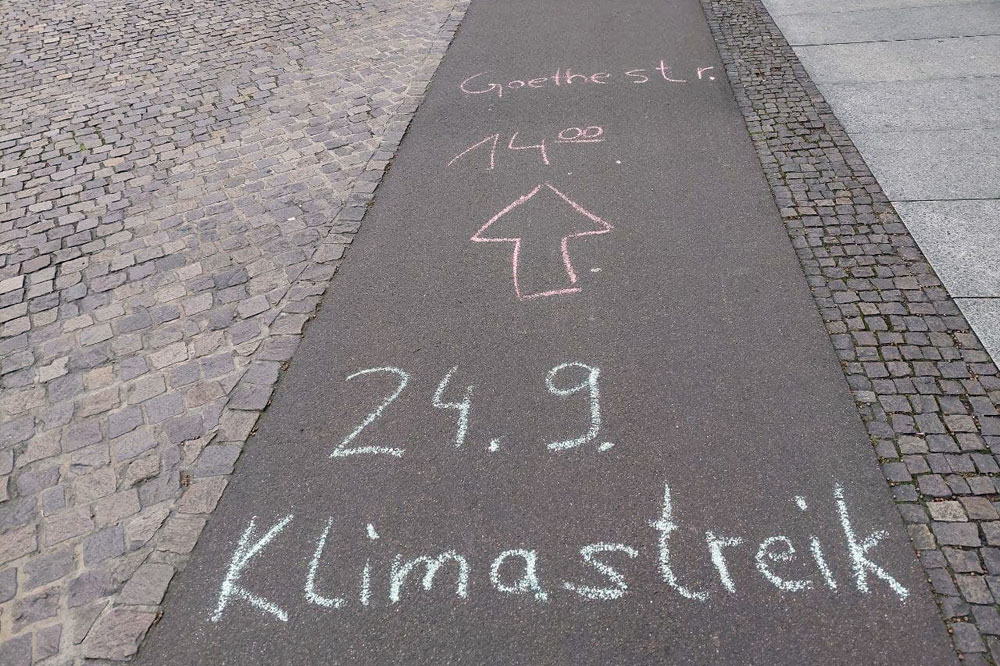 Goethestr.
14⁰⁰
24.9.
Klimastreik